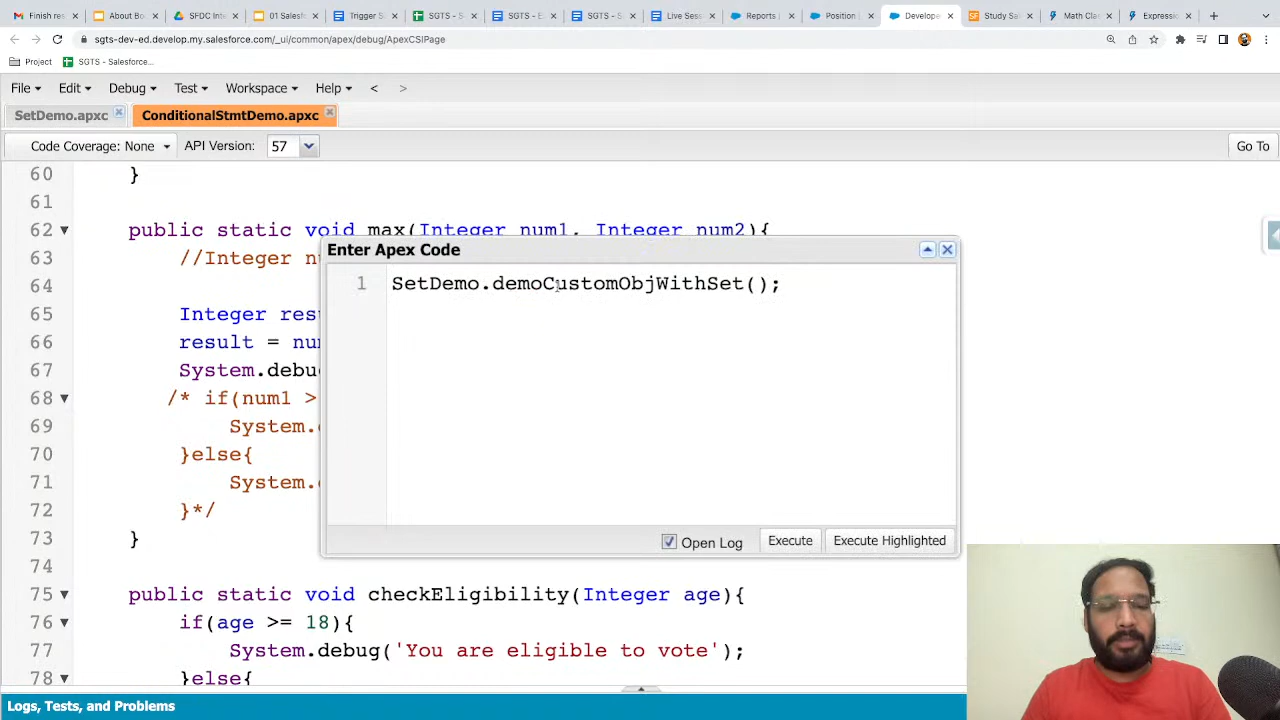 Finish res
About Bo
SFDC Inte
01 Salesf
Trigger S
SGTS - S
SGTS - E
SGTS - S
Live Sess
Reports |
Position |
Develope
Study Sa
Math Cla
Expressio
sgts-dev-ed.develop.my.salesforce.com/_ui/common/apex/debug/ApexCSIPage
Project
SGTS - Salesforce...
File Edit Debug Test Workspace Help < >
SetDemo.apxc
ConditionalStmtDemo.apxc
Code Coverage: None API Version: 57 Go To
60 }
61
62 public static void max(Integer num1, Integer num2){
63 //Integer n
64
65 Integer res
66 result = num
67 System.debu
68 /* if(num1 >
69 System.
70 }else{
71 System.
72 }*/
73 }
74
75 public static void checkEligibility(Integer age){
76 if(age >= 18){
77 System.debug('You are eligible to vote');
78 }else{
Enter Apex Code
1 SetDemo.demoCustomObjWithSet();
Open Log Execute Execute Highlighted
Logs, Tests, and Problems